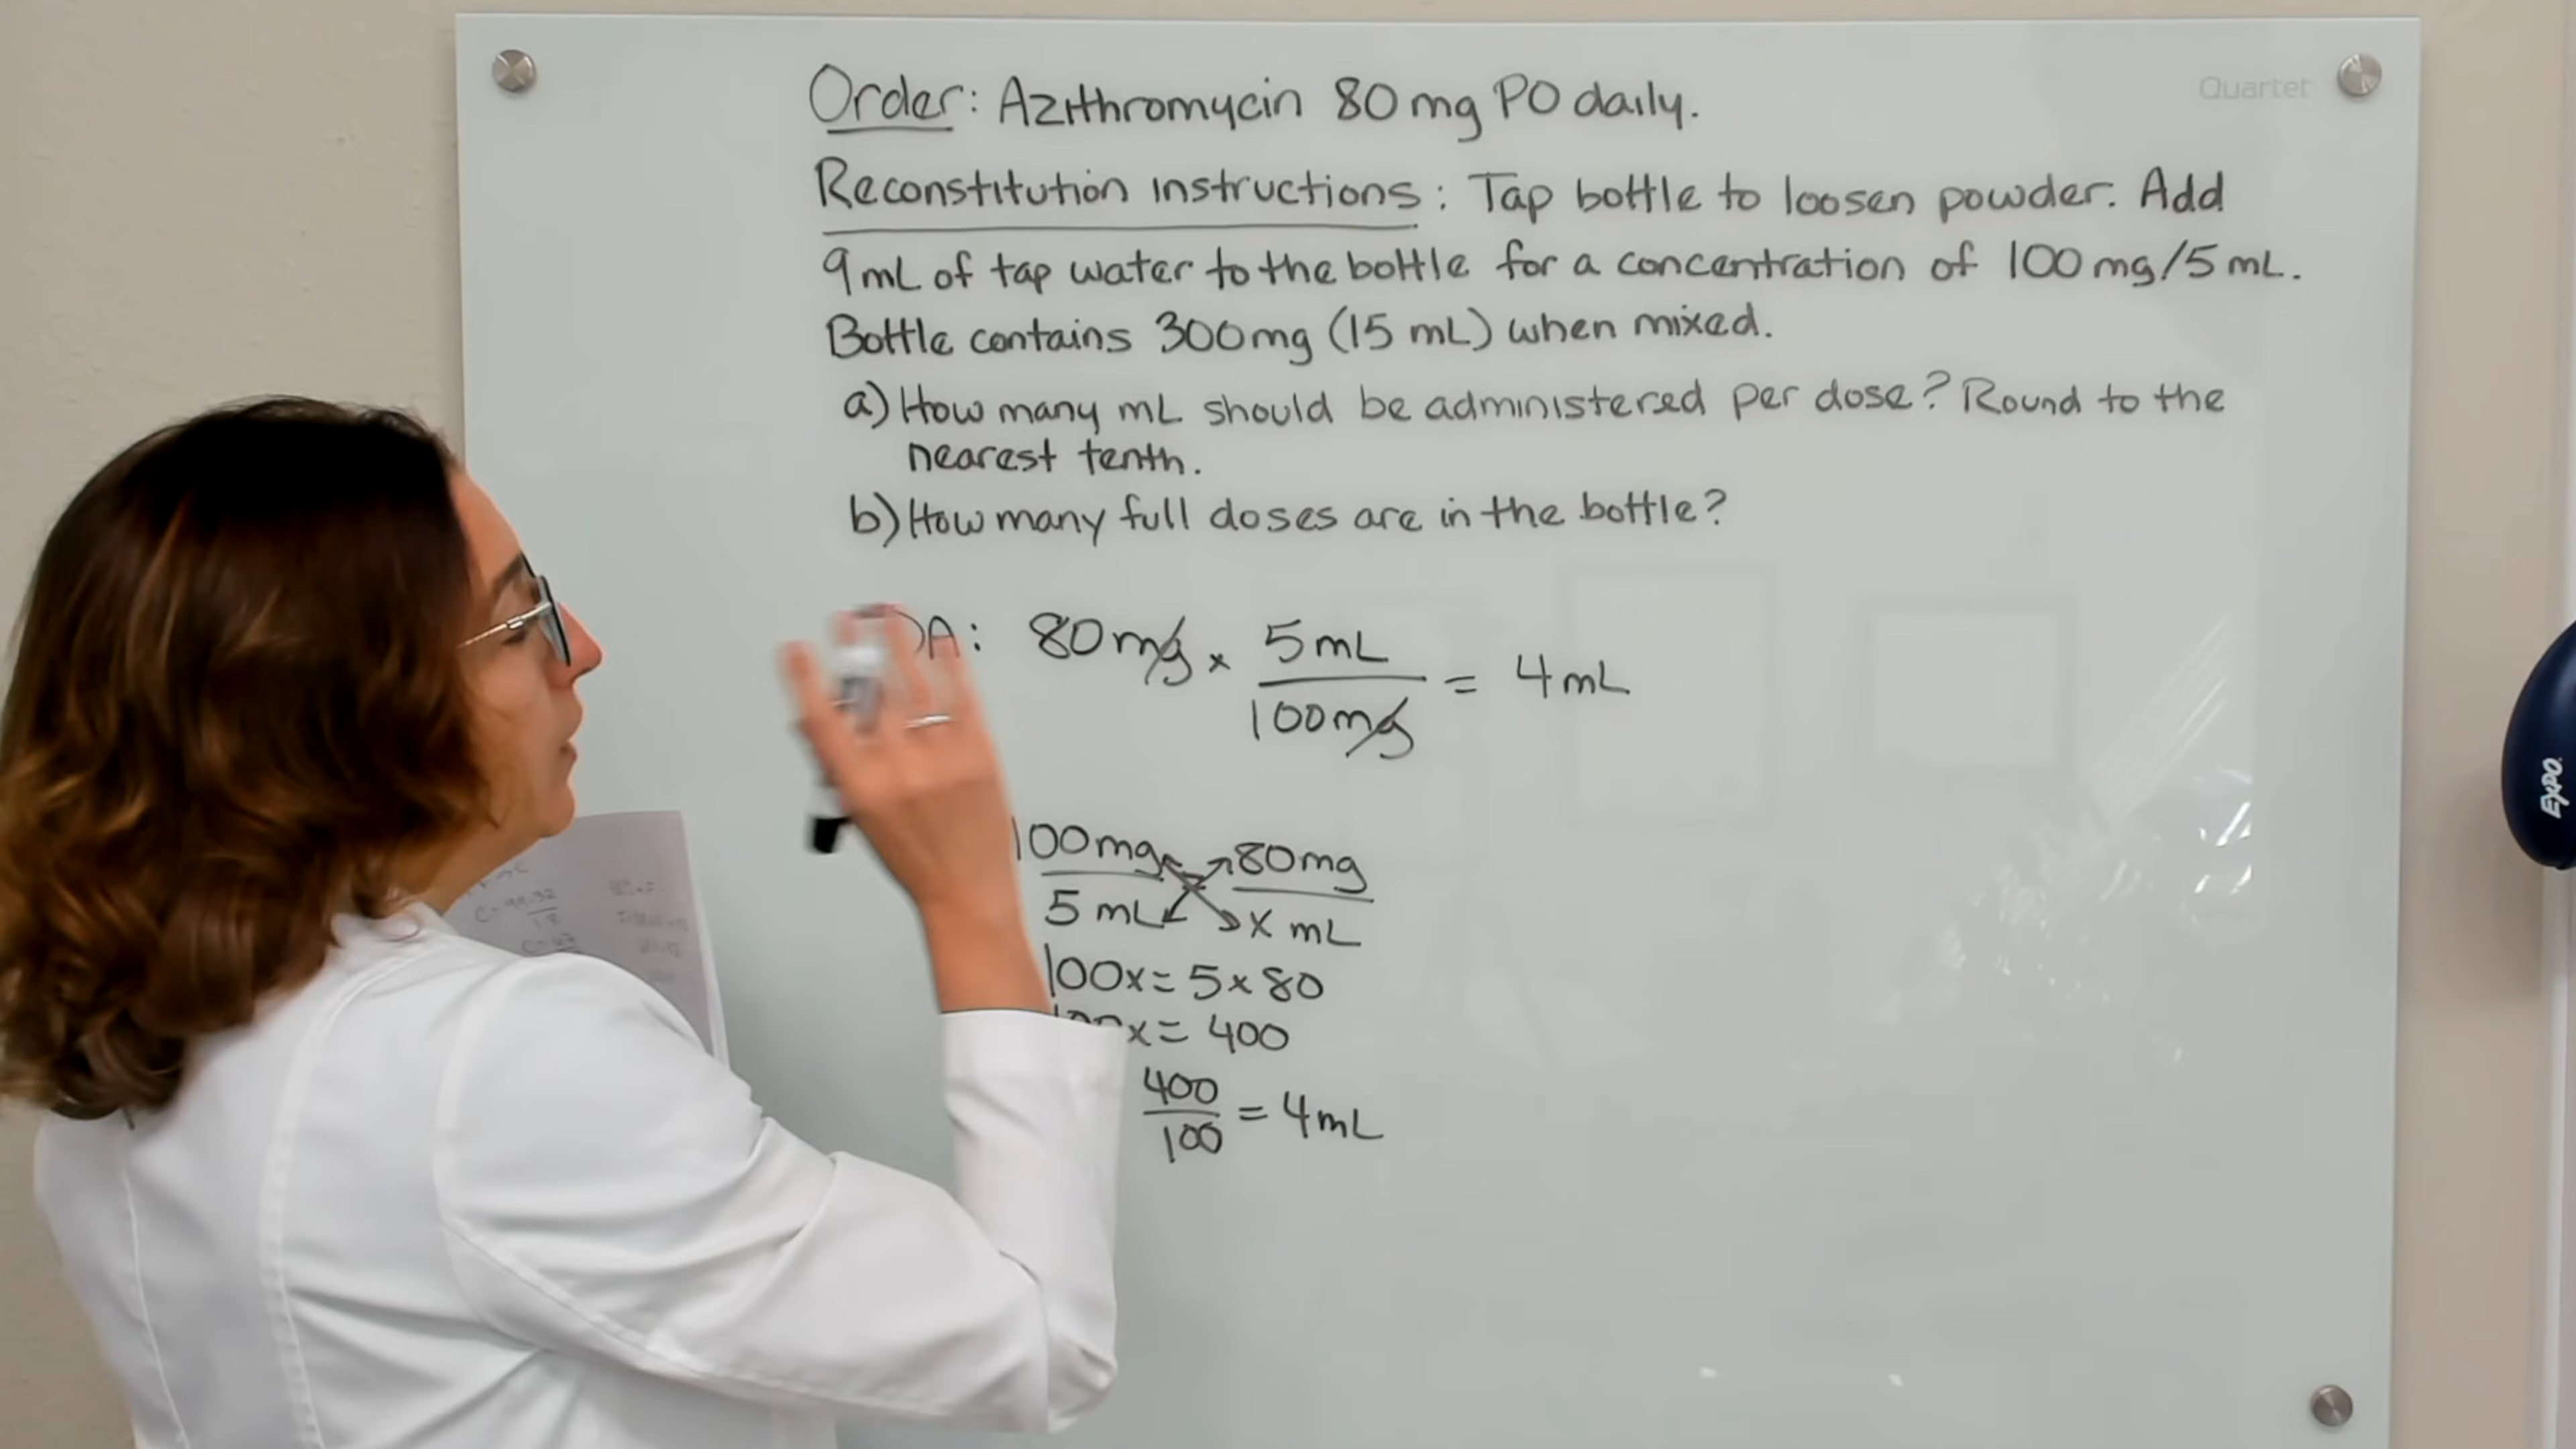 Quartet
Order: Azithromycin 80 mg PO daily.
Reconstitution instructions: Tap bottle to loosen powder. Add
9 mL of tap water to the bottle for a concentration of 100 mg/5 mL.
Bottle contains 300mg (15 mL) when mixed.
a) How many mL should be administered per dose? Round to the
nearest tenth.
b) How many full doses are in the bottle?
A: 80 mg x 5 mL / 100 mg = 4 mL
EXPO
100mg 80mg
5 mL x mL
100x = 5 x 80
x = 400
400 / 100 = 4 mL